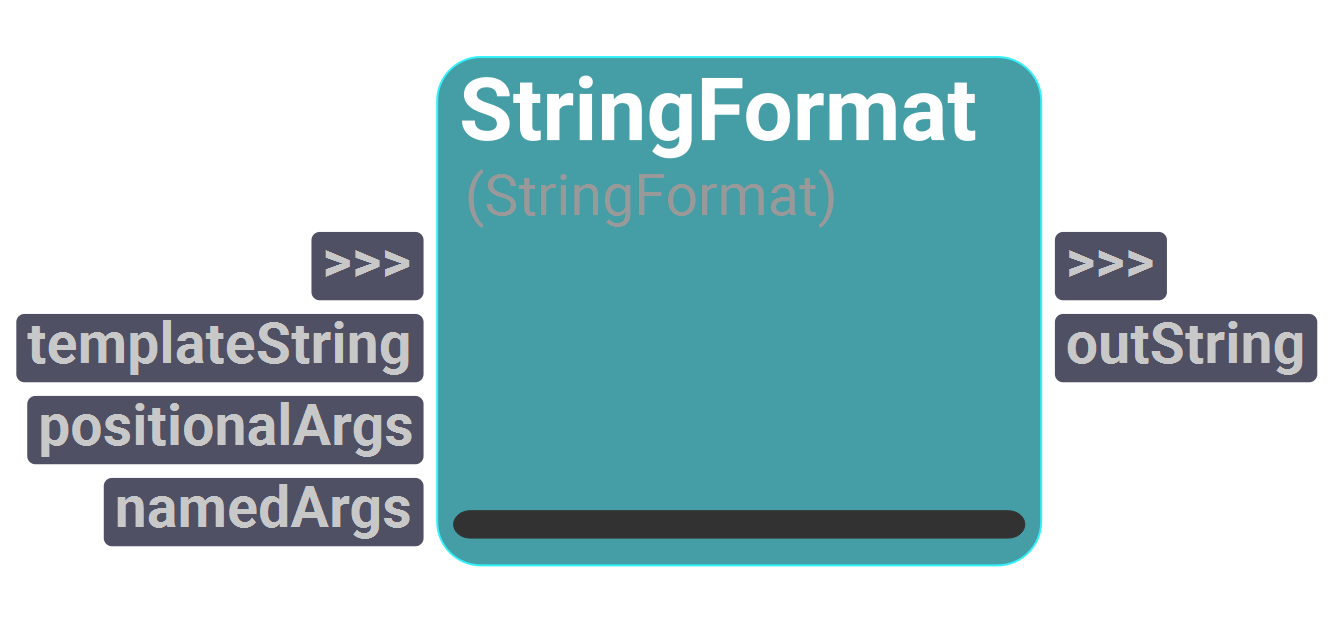 StringFormat
(StringFormat)
>>>
>>>
templateString
outString
positionalArgs
namedArgs